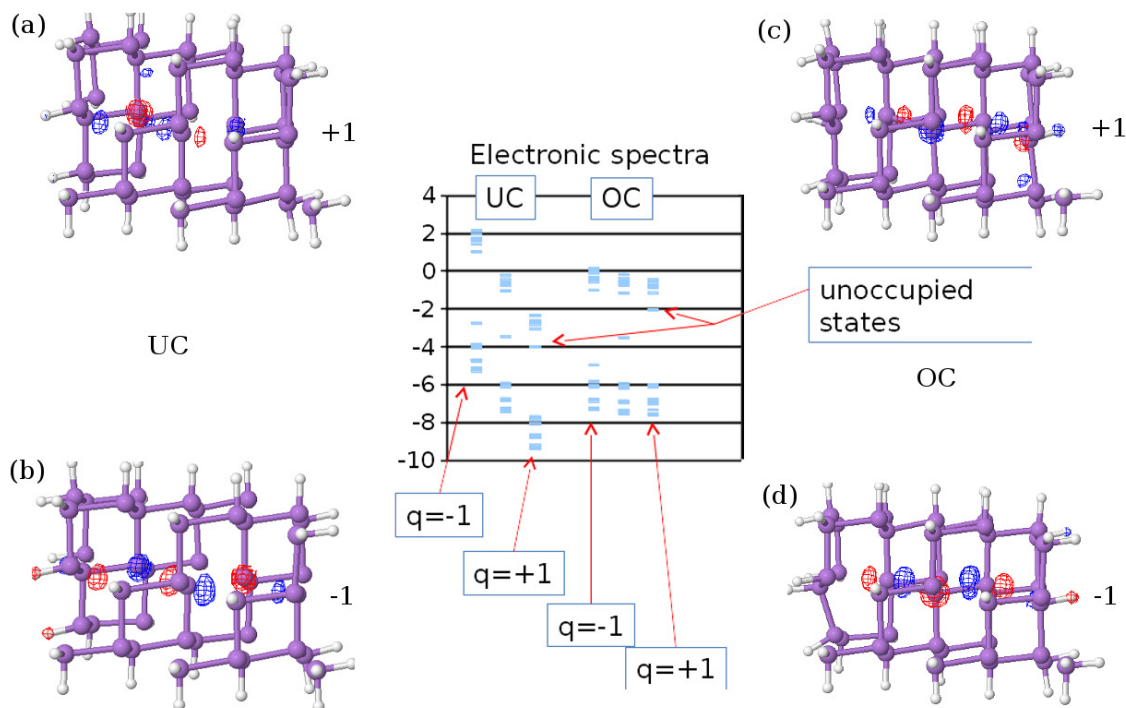 (a)
+1
(c)
+1
Electronic spectra
UC
OC
4
2
0
-2
-4
-6
-8
-10
unoccupied
states
UC
OC
(b)
-1
(d)
-1
q=-1
q=+1
q=-1
q=+1